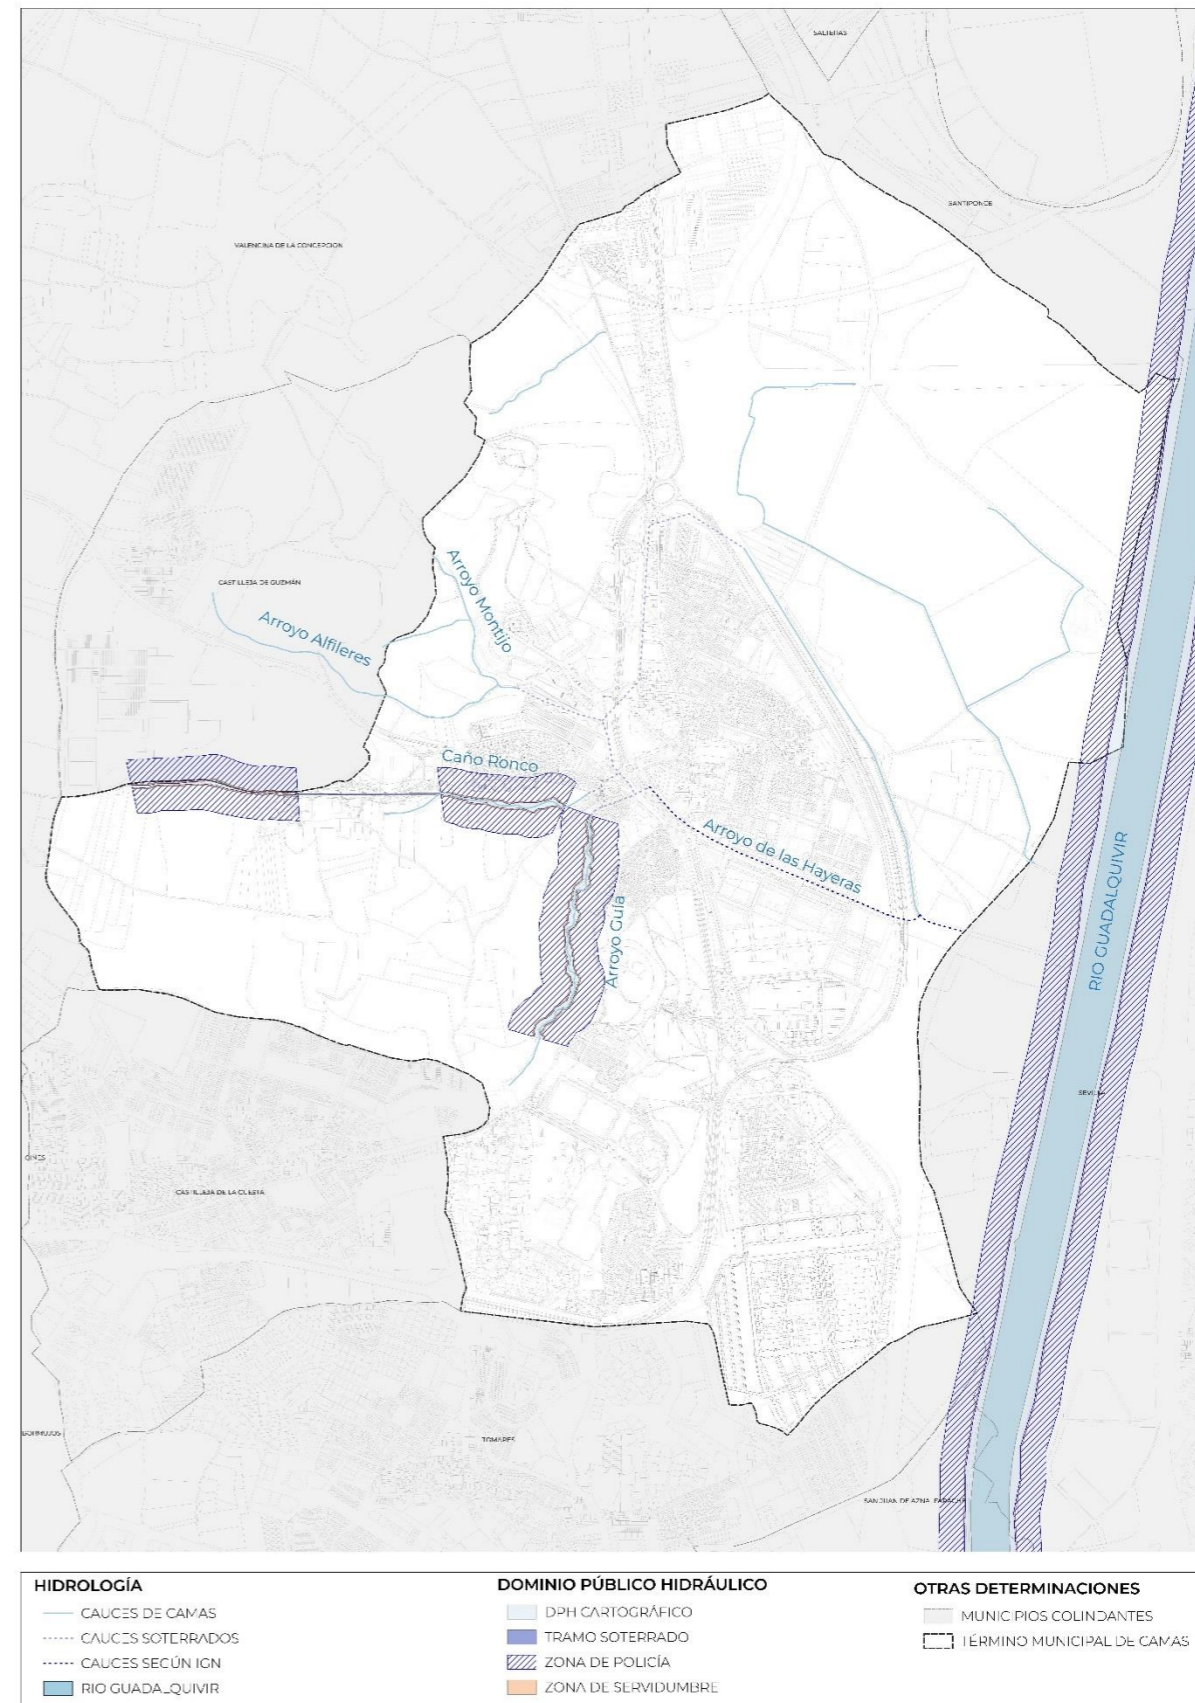 SALTERAS
SANTIPONCE
VALENCINA DE LA CONCEPCION
CASTILLEJA DE GUZMÁN
Arroyo Montijo
Arroyo Alfileres
Caño Ronco
Arroyo de las Hayeras
Arroyo Guía
RIO GUADALQUIVIR
SEVILLA
GINES
CASTILLEJA DE LA CUESTA
BORMUJOS
TOMARES
SAN JUAN DE AZNALFARACHE
HIDROLOGÍA
CAUCES DE CAMAS
CAUCES SOTERRADOS
CAUCES SEGÚN IGN
RIO GUADALQUIVIR
DOMINIO PÚBLICO HIDRÁULICO
DPH CARTOGRÁFICO
TRAMO SOTERRADO
ZONA DE POLICÍA
ZONA DE SERVIDUMBRE
OTRAS DETERMINACIONES
MUNICIPIOS COLINDANTES
TÉRMINO MUNICIPAL DE CAMAS